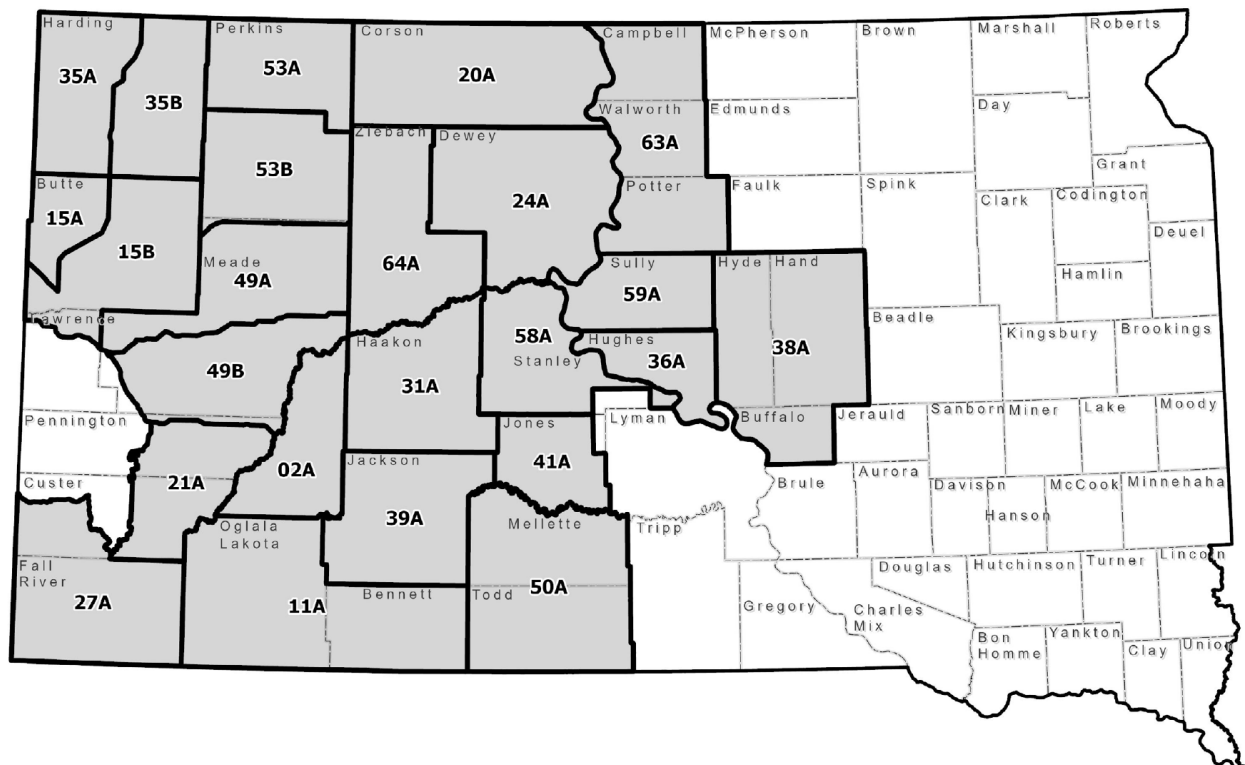 Harding
Perkins
Corson
Campbell
McPherson
Brown
Marshall
Roberts
35A
35B
53A
20A
Walworth
Edmunds
Day
63A
Ziebach
Dewey
Grant
Butte
53B
Potter
Faulk
Spink
Clark
Codington
15A
24A
Deuel
15B
Meade
49A
64A
Sully
Hyde
Hand
Hamlin
59A
Lawrence
Beadle
Kingsbury
Brookings
Haakon
58A
Stanley
Hughes
36A
38A
49B
31A
Pennington
Jones
Lyman
Buffalo
Jerauld
Sanborn
Miner
Lake
Moody
Custer
21A
02A
Jackson
41A
Brule
Aurora
Davison
McCook
Minnehaha
39A
Hanson
Oglala
Lakota
Mellette
Tripp
Fall
River
27A
11A
Bennett
Todd
50A
Gregory
Douglas
Charles
Mix
Hutchinson
Turner
Lincoln
Bon
Homme
Yankton
Clay
Union